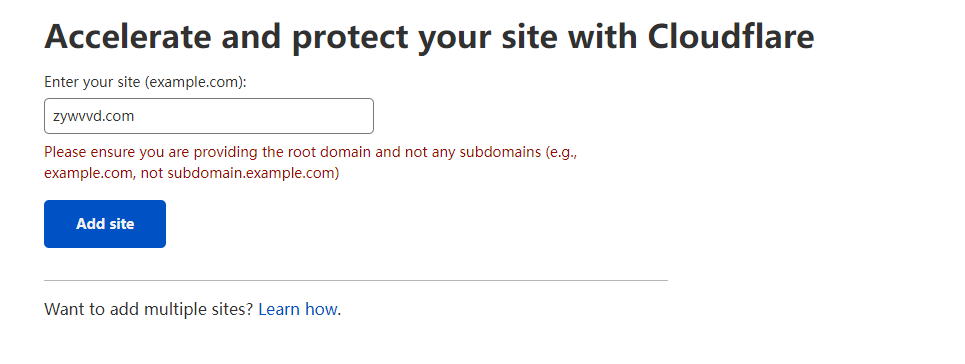 Accelerate and protect your site with Cloudflare
Enter your site (example.com):
zywvvd.com
Please ensure you are providing the root domain and not any subdomains (e.g.,
example.com, not subdomain.example.com)
Add site
Want to add multiple sites? Learn how.